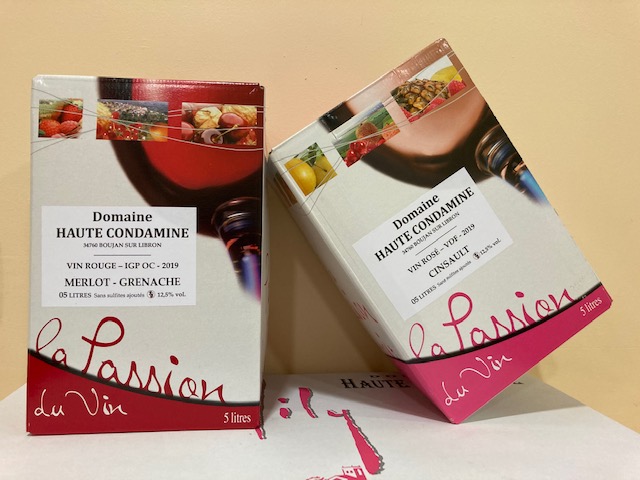 Domaine
HAUTE CONDAMINE
34760 BOUJAN SUR LIBRON
VIN ROUGE – IGP OC - 2019
MERLOT - GRENACHE
05 LITRES Sans sulfites ajoutés 12,5% vol.
la Passion
du Vin
5 litres
Domaine
HAUTE CONDAMINE
34760 BOUJAN SUR LIBRON
VIN ROSÉ - VDF - 2019
CINSAULT
05 LITRES Sans sulfites ajoutés 12,5% vol.
la Passion
du Vin
5 litres
HAUTE